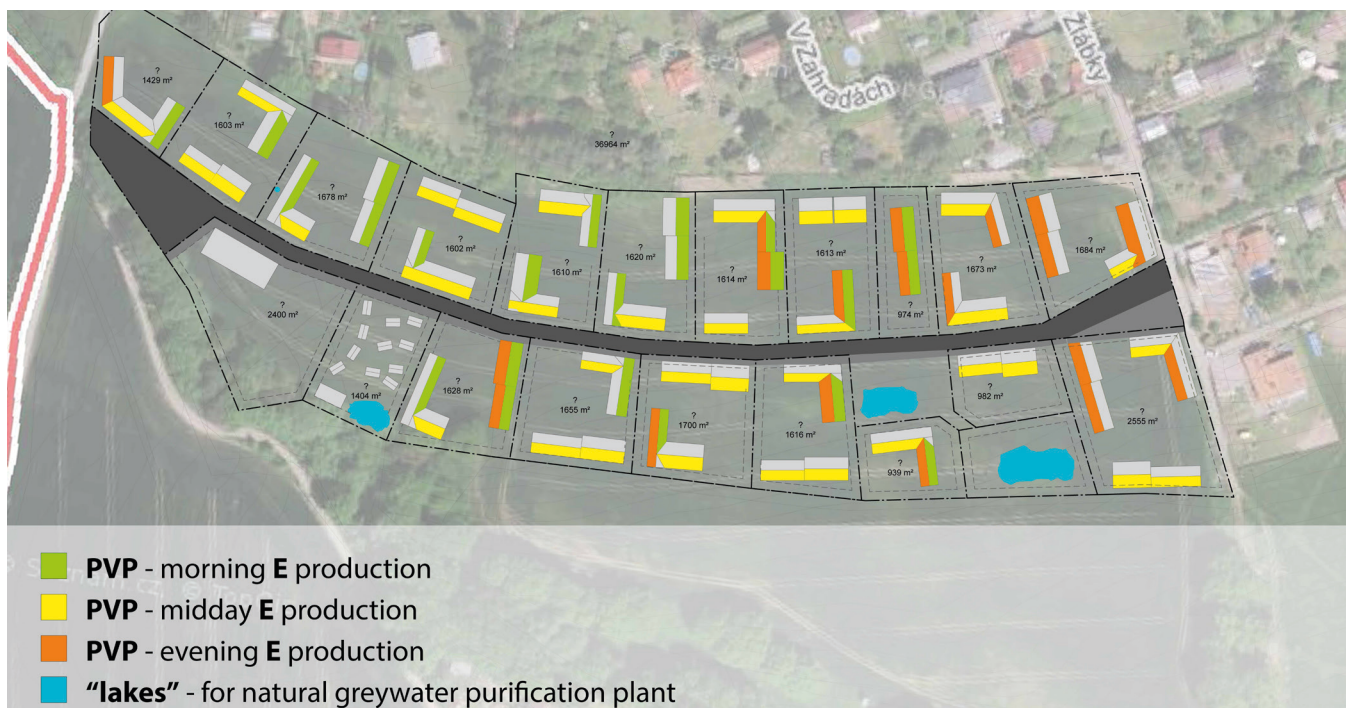 V Zahradách
Žlábky
?
1429 m²
?
1603 m²
?
36964 m²
?
1678 m²
?
1602 m²
?
1610 m²
?
1620 m²
?
1614 m²
?
1613 m²
?
974 m²
?
1673 m²
?
1684 m²
?
2400 m²
?
1404 m²
?
1628 m²
?
1655 m²
?
1700 m²
?
1616 m²
?
939 m²
?
982 m²
?
2555 m²
PVP - morning E production
PVP - midday E production
PVP - evening E production
"lakes" - for natural greywater purification plant